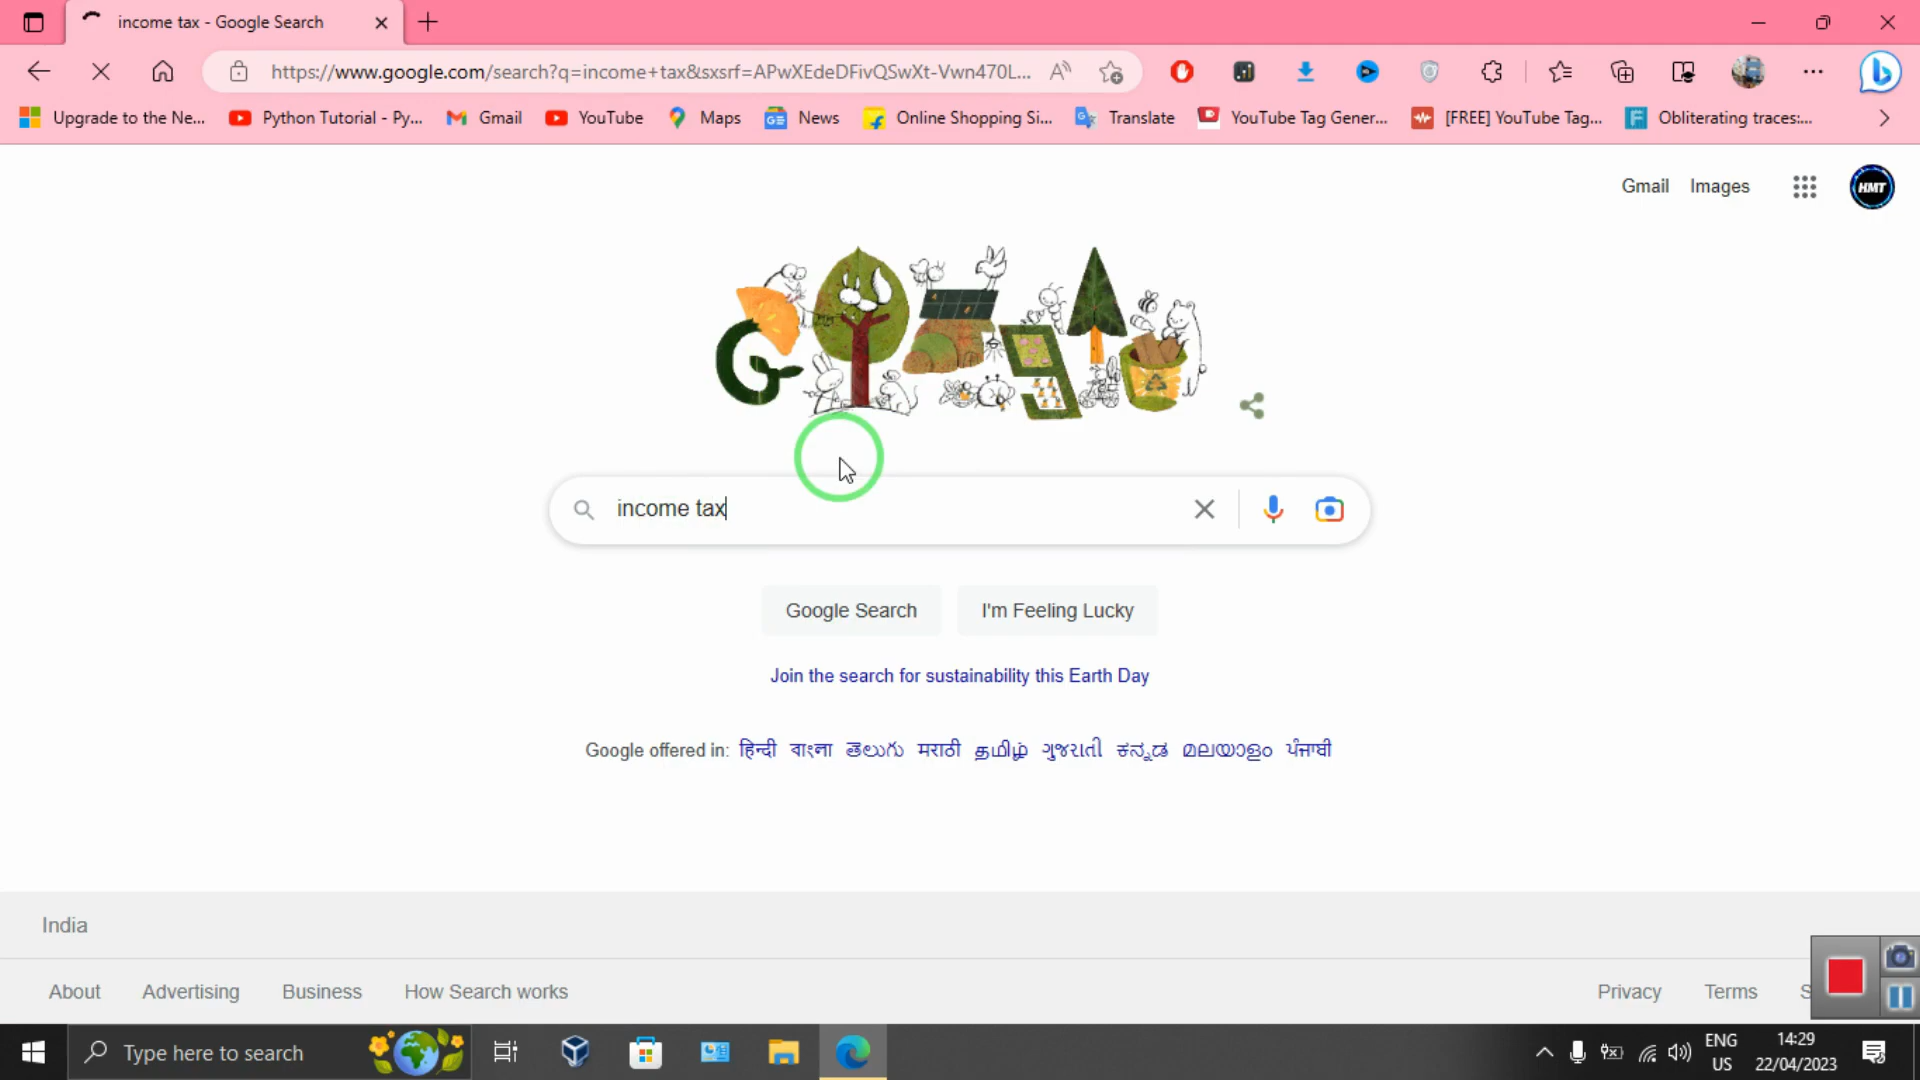 income tax - Google Search
https://www.google.com/search?q=income+tax&sxsrf=APwXEdeDFivQSwXt-Vwn470L...
Upgrade to the Ne... Python Tutorial - Py... Gmail YouTube Maps News Online Shopping Si... Translate YouTube Tag Gener... [FREE] YouTube Tag... Obliterating traces:...
Gmail Images HMT
income tax
Google Search I'm Feeling Lucky
Join the search for sustainability this Earth Day
Google offered in: हिन्दी বাংলা తెలుగు मराठी தமிழ் ગુજરાતી ಕನ್ನಡ മലയാളം ਪੰਜਾਬੀ
India
About Advertising Business How Search works Privacy Terms S
Type here to search ENG 14:29
US 22/04/2023